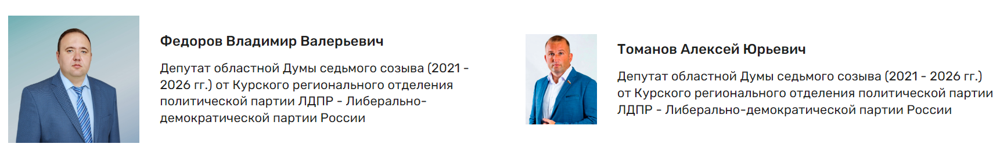 Федоров Владимир Валерьевич
Депутат областной Думы седьмого созыва (2021 -
2026 гг.) от Курского регионального отделения
политической партии ЛДПР - Либерально-
демократической партии России
Томанов Алексей Юрьевич
Депутат областной Думы седьмого созыва (2021 - 2026 гг.)
от Курского регионального отделения политической партии
ЛДПР - Либерально-демократической партии России